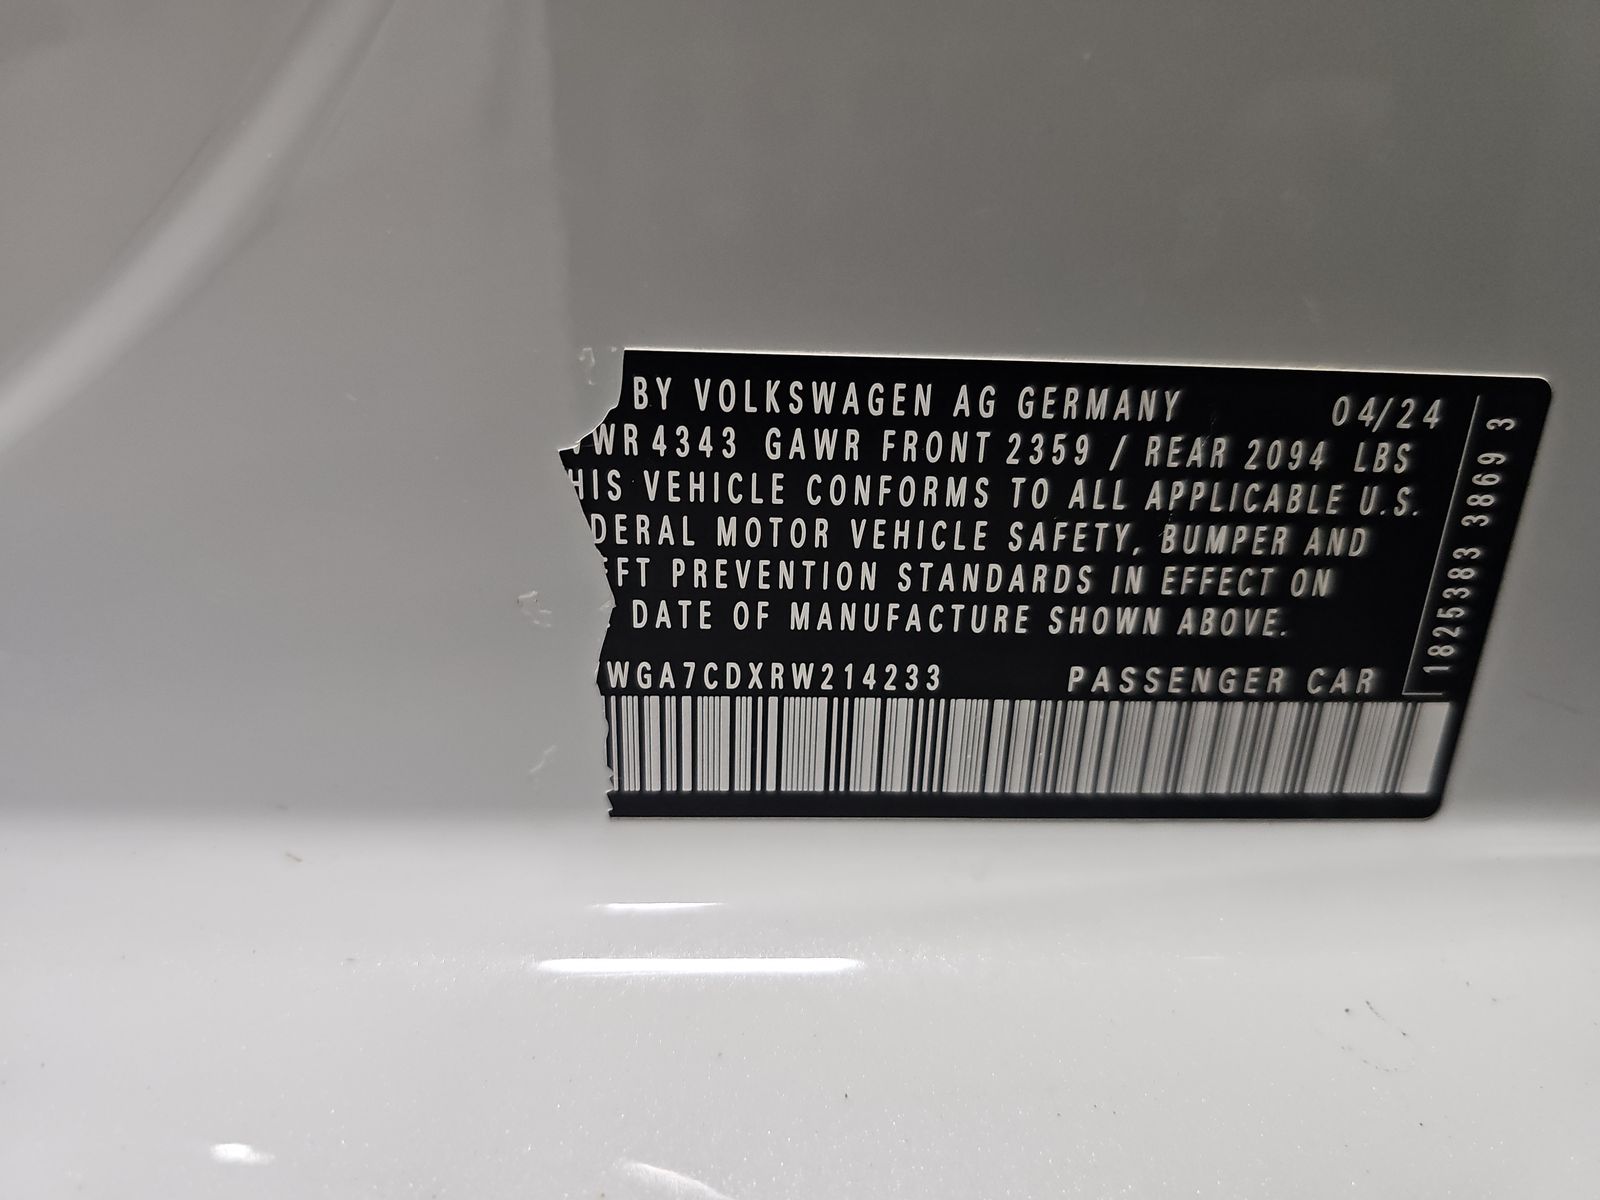 BY VOLKSWAGEN AG GERMANY 04/24
VWR 4343 GAWR FRONT 2359 / REAR 2094 LBS
HIS VEHICLE CONFORMS TO ALL APPLICABLE U.S.
DERAL MOTOR VEHICLE SAFETY, BUMPER AND
FT PREVENTION STANDARDS IN EFFECT ON
DATE OF MANUFACTURE SHOWN ABOVE.
WGA7CDXRW214233 PASSENGER CAR
1825383 3869 3